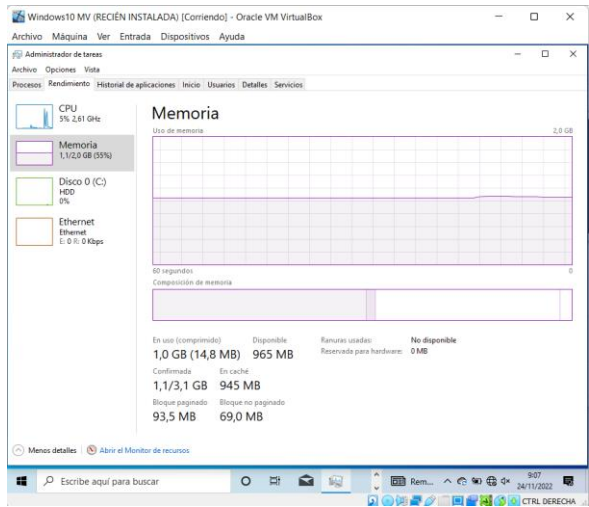 Windows10 MV (RECIÉN INSTALADA) [Corriendo] - Oracle VM VirtualBox
Archivo Máquina Ver Entrada Dispositivos Ayuda
Administrador de tareas
Archivo Opciones Vista
Procesos Rendimiento Historial de aplicaciones Inicio Usuarios Detalles Servicios
CPU
5% 2,61 GHz
Memoria
1,1/2,0 GB (55%)
Disco 0 (C:)
HDD
0%
Ethernet
Ethernet
E: 0 R: 0 Kbps
Memoria
Uso de memoria 2,0 GB
60 segundos 0
Composición de memoria
En uso (comprimido) Disponible Ranuras usadas: No disponible
1,0 GB (14,8 MB) 965 MB Reservada para hardware: 0 MB
Confirmada En caché
1,1/3,1 GB 945 MB
Bloque paginado Bloque no paginado
93,5 MB 69,0 MB
Menos detalles Abrir el Monitor de recursos
Escribe aquí para buscar Rem... 9:07
24/11/2022
CTRL DERECHA